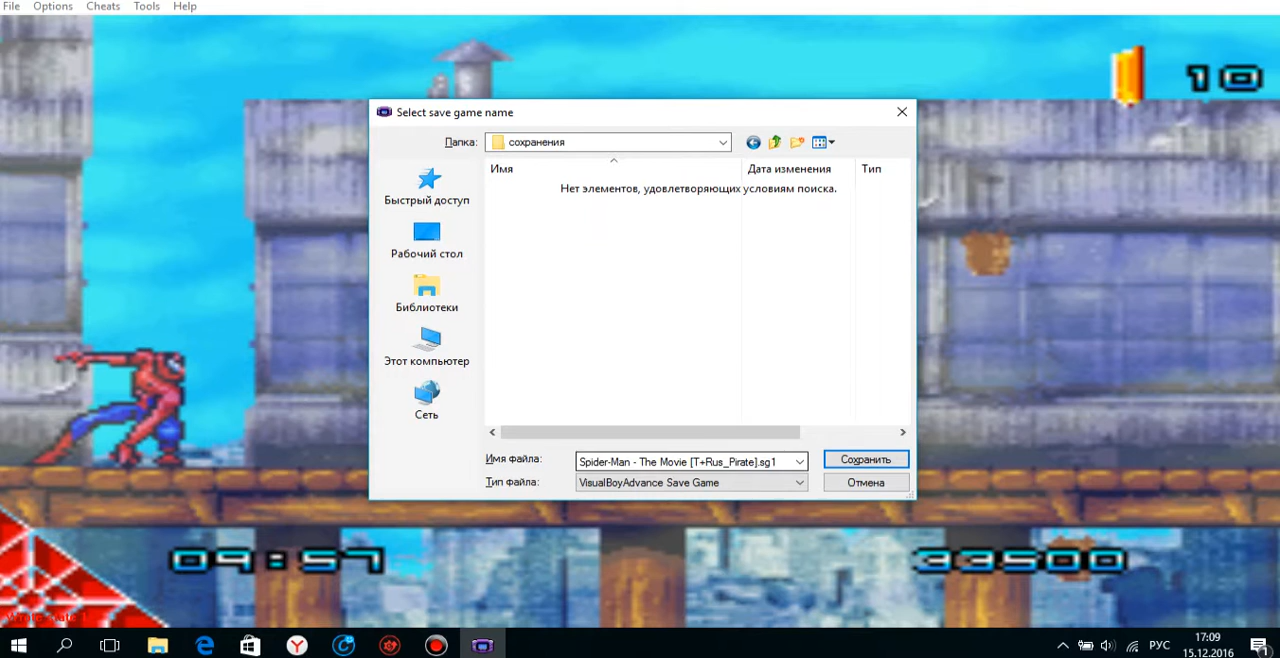 File Options Cheats Tools Help
10
Select save game name
Папка: сохранения
Имя Дата изменения Тип
Нет элементов, удовлетворяющих условиям поиска.
Быстрый доступ
Рабочий стол
Библиотеки
Этот компьютер
Сеть
Имя файла: Spider-Man - The Movie [T+Rus_Pirate].sg1 Сохранить
Тип файла: VisualBoyAdvance Save Game Отмена
09:57 33500
РУС
17:09
15.12.2016
1